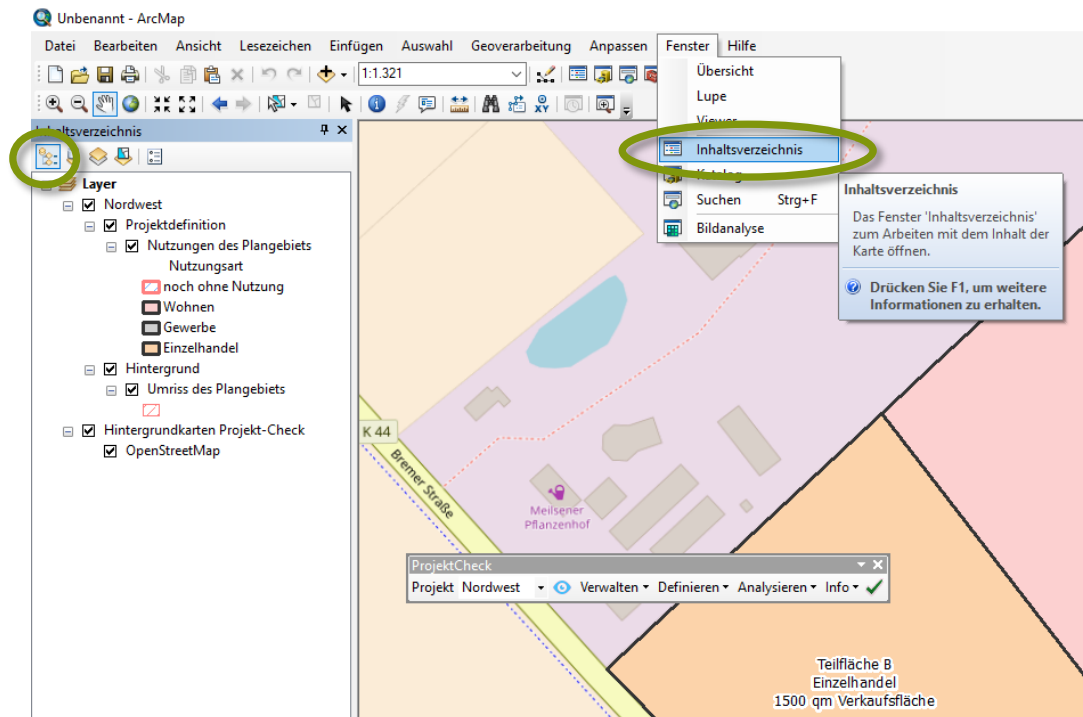 Unbenannt - ArcMap
Datei Bearbeiten Ansicht Lesezeichen Einfügen Auswahl Geoverarbeitung Anpassen Fenster Hilfe
1:1.321
Übersicht
Lupe
Viewer
Inhaltsverzeichnis
Katalog
Suchen Strg+F
Bildanalyse
Inhaltsverzeichnis
Das Fenster 'Inhaltsverzeichnis'
zum Arbeiten mit dem Inhalt der
Karte öffnen.
Drücken Sie F1, um weitere
Informationen zu erhalten.
Inhaltsverzeichnis
Layer
Nordwest
Projektdefinition
Nutzungen des Plangebiets
Nutzungsart
noch ohne Nutzung
Wohnen
Gewerbe
Einzelhandel
Hintergrund
Umriss des Plangebiets
Hintergrundkarten Projekt-Check
OpenStreetMap
K 44
Bremer Straße
Meilsener
Pflanzenhof
ProjektCheck
Projekt Nordwest Verwalten Definieren Analysieren Info
Teilfläche B
Einzelhandel
1500 qm Verkaufsfläche